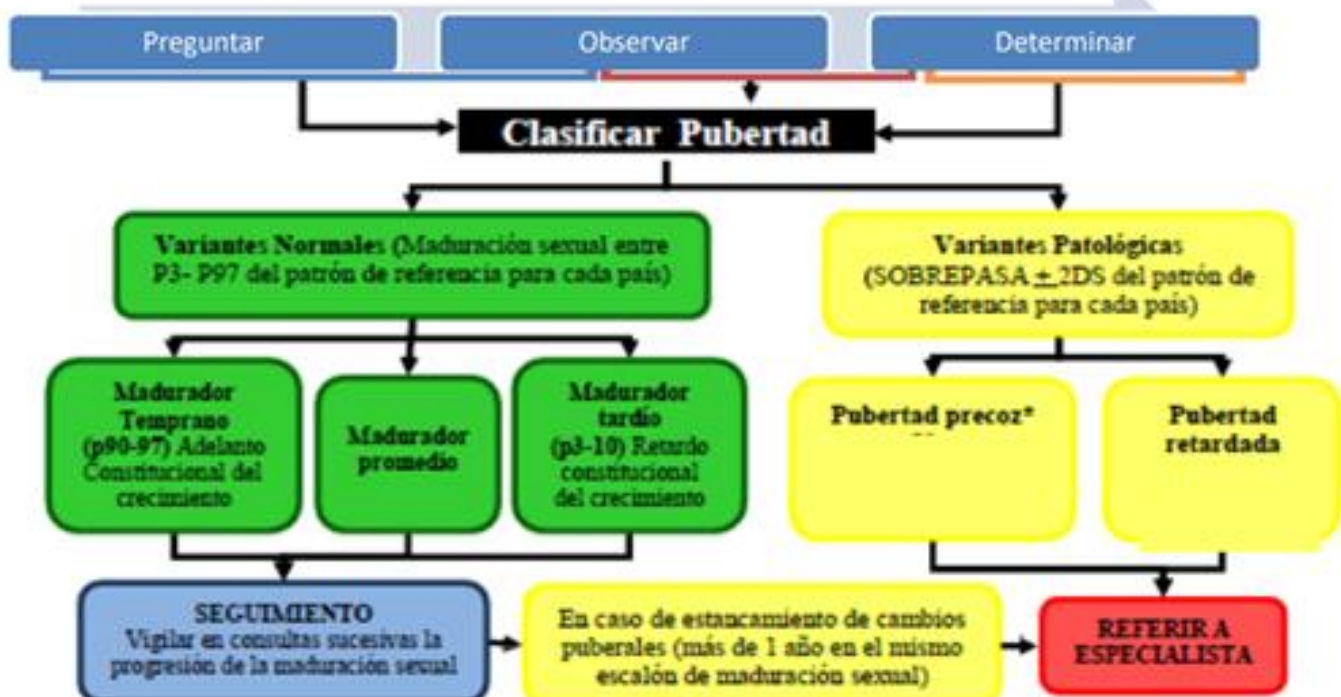 Preguntar
Observar
Determinar
Clasificar Pubertad
Variantes Normales (Maduración sexual entre
P3- P97 del patrón de referencia para cada país)
Variantes Patológicas
(SOBREPASA ± 2DS del patrón de
referencia para cada país)
Madurador
Temprano
(p90-97) Adelanto
Constitucional del
crecimiento
Madurador
promedio
Madurador
tardío
(p3-10) Retardo
constitucional
del crecimiento
Pubertad precoz*
Pubertad
retardada
SEGUIMIENTO
Vigilar en consultas sucesivas la
progresión de la maduración sexual
En caso de estancamiento de cambios
puberales (más de 1 año en el mismo
escalón de maduración sexual)
REFERIR A
ESPECIALISTA